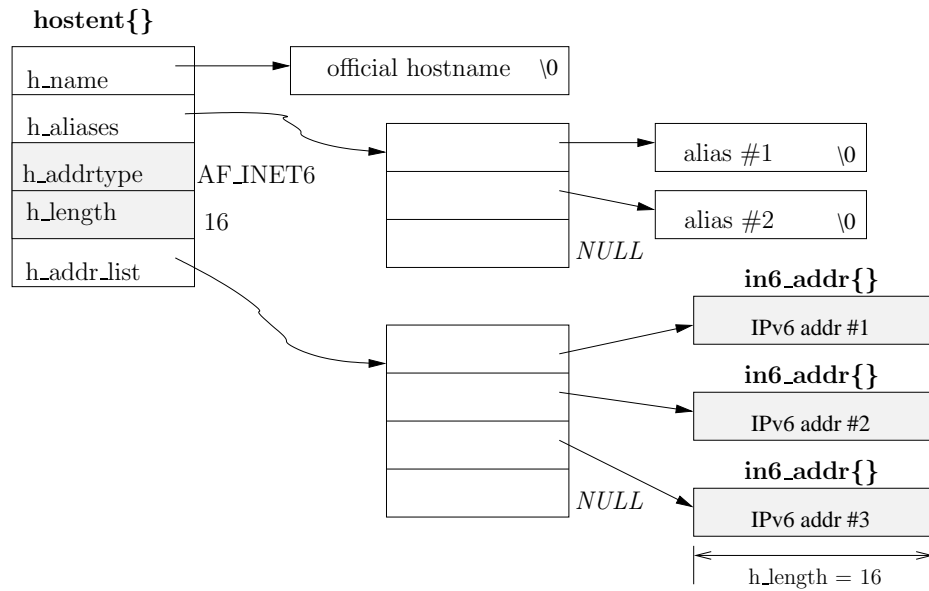 hostent{}
h_name
official hostname \0
h_aliases
h_addrtype AF_INET6
h_length 16
h_addr_list
alias #1 \0
alias #2 \0
NULL
in6_addr{}
IPv6 addr #1
in6_addr{}
IPv6 addr #2
in6_addr{}
IPv6 addr #3
NULL
h_length = 16